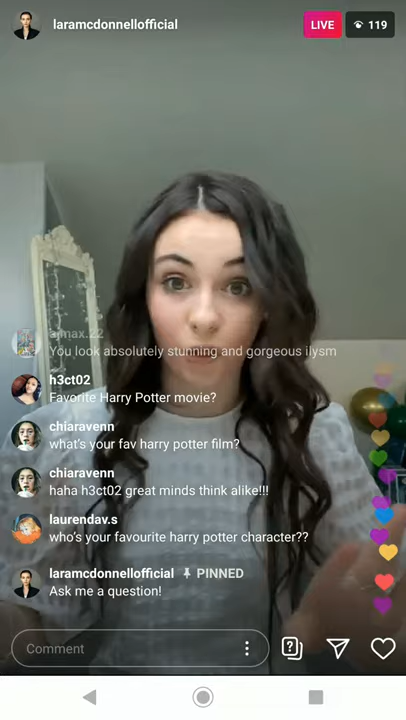 laramcdonnellofficial
LIVE
119
You look absolutely stunning and gorgeous ilysm
h3ct02
Favorite Harry Potter movie?
chiaravenn
what's your fav harry potter film?
chiaravenn
haha h3ct02 great minds think alike!!!
laurendav.s
who's your favourite harry potter character??
laramcdonnellofficial PINNED
Ask me a question!
Comment